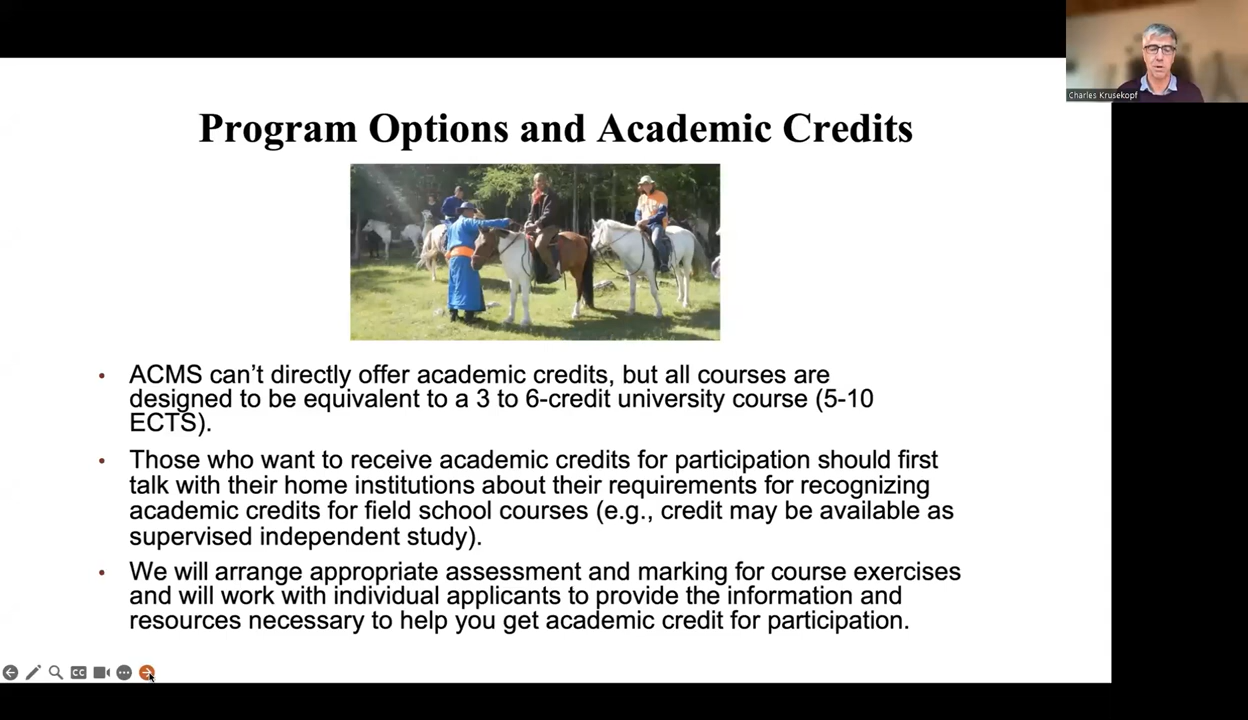 Charles Krusekopf
Program Options and Academic Credits
• ACMS can’t directly offer academic credits, but all courses are
designed to be equivalent to a 3 to 6-credit university course (5-10
ECTS).
• Those who want to receive academic credits for participation should first
talk with their home institutions about their requirements for recognizing
academic credits for field school courses (e.g., credit may be available as
supervised independent study).
• We will arrange appropriate assessment and marking for course exercises
and will work with individual applicants to provide the information and
resources necessary to help you get academic credit for participation.
CC